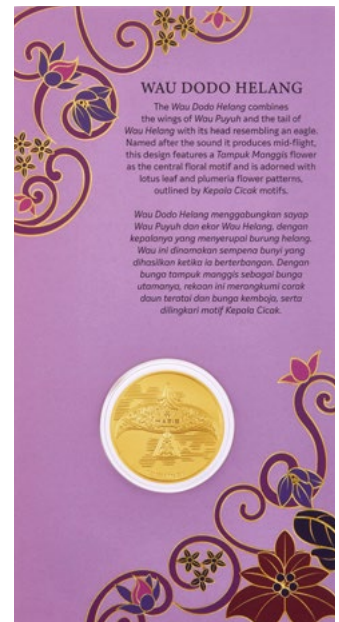 WAU DODO HELANG
The Wau Dodo Helang combines
the wings of Wau Puyuh and the tail of
Wau Helang with its head resembling an eagle.
Named after the sound it produces mid-flight,
this design features a Tampuk Manggis flower
as the central floral motif and is adorned with
lotus leaf and plumeria flower patterns,
outlined by Kepala Cicak motifs.
Wau Dodo Helang menggabungkan sayap
Wau Puyuh dan ekor Wau Helang, dengan
kepalanya yang menyerupai burung helang.
Wau ini dinamakan sempena bunyi yang
dihasilkan ketika ia berterbangan. Dengan
bunga tampuk manggis sebagai bunga
utamanya, rekaan ini merangkumi corak
daun teratai dan bunga kemboja, serta
dilingkari motif Kepala Cicak.